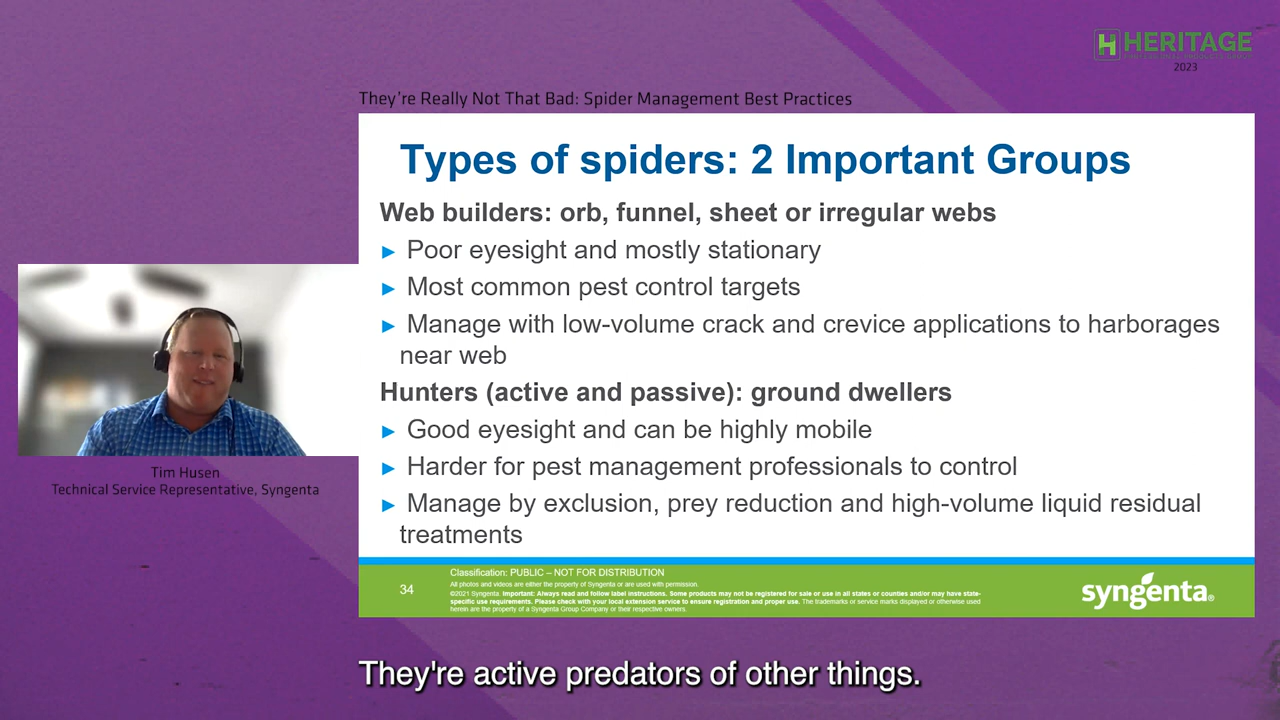 HERITAGE
2023
They're Really Not That Bad: Spider Management Best Practices
Types of spiders: 2 Important Groups
Web builders: orb, funnel, sheet or irregular webs
► Poor eyesight and mostly stationary
► Most common pest control targets
► Manage with low-volume crack and crevice applications to harborages
near web
Hunters (active and passive): ground dwellers
► Good eyesight and can be highly mobile
► Harder for pest management professionals to control
► Manage by exclusion, prey reduction and high-volume liquid residual
treatments
Tim Husen
Technical Service Representative, Syngenta
34
Classification: PUBLIC – NOT FOR DISTRIBUTION
All photos and videos are either the property of Syngenta or are used with permission.
©2021 Syngenta. Important: Always read and follow label instructions. Some products may not be registered for sale or use in all states or counties and/or may have state-
specific use requirements. Please check with your local extension service to ensure registration and proper use. The trademarks or service marks displayed or otherwise used
herein are the property of a Syngenta Group Company or their respective owners.
syngenta®
They're active predators of other things.